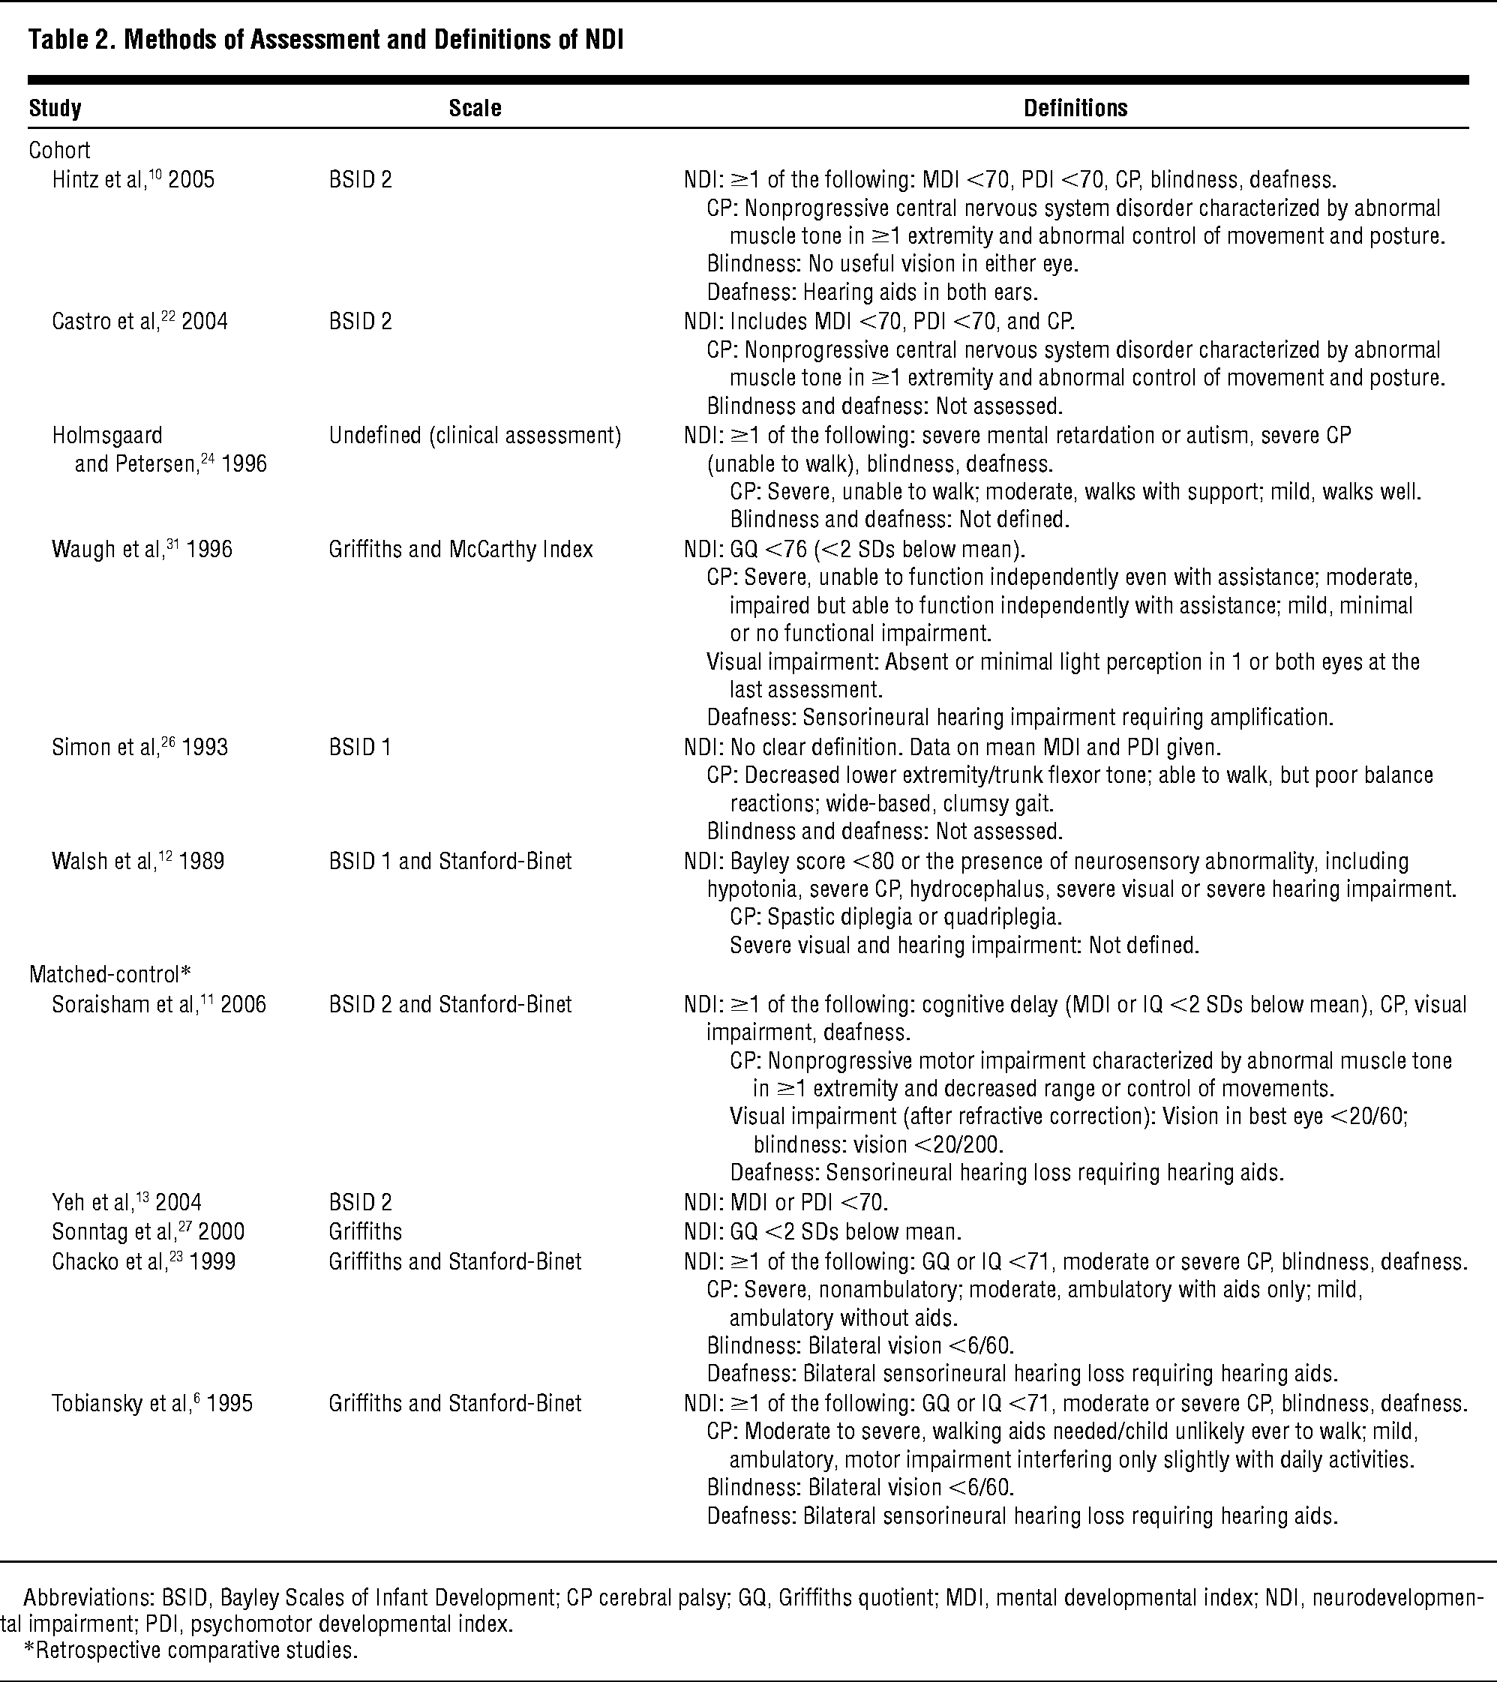 Table 2. Methods of Assessment and Definitions of NDI
Study Scale Definitions
Cohort
Hintz et al,10 2005 BSID 2 NDI: ≥1 of the following: MDI <70, PDI <70, CP, blindness, deafness.
CP: Nonprogressive central nervous system disorder characterized by abnormal
muscle tone in ≥1 extremity and abnormal control of movement and posture.
Blindness: No useful vision in either eye.
Deafness: Hearing aids in both ears.
Castro et al,22 2004 BSID 2 NDI: Includes MDI <70, PDI <70, and CP.
CP: Nonprogressive central nervous system disorder characterized by abnormal
muscle tone in ≥1 extremity and abnormal control of movement and posture.
Blindness and deafness: Not assessed.
Holmsgaard Undefined (clinical assessment) NDI: ≥1 of the following: severe mental retardation or autism, severe CP
and Petersen,24 1996 (unable to walk), blindness, deafness.
CP: Severe, unable to walk; moderate, walks with support; mild, walks well.
Blindness and deafness: Not defined.
Waugh et al,31 1996 Griffiths and McCarthy Index NDI: GQ <76 (<2 SDs below mean).
CP: Severe, unable to function independently even with assistance; moderate,
impaired but able to function independently with assistance; mild, minimal
or no functional impairment.
Visual impairment: Absent or minimal light perception in 1 or both eyes at the
last assessment.
Deafness: Sensorineural hearing impairment requiring amplification.
Simon et al,26 1993 BSID 1 NDI: No clear definition. Data on mean MDI and PDI given.
CP: Decreased lower extremity/trunk flexor tone; able to walk, but poor balance
reactions; wide-based, clumsy gait.
Blindness and deafness: Not assessed.
Walsh et al,12 1989 BSID 1 and Stanford-Binet NDI: Bayley score <80 or the presence of neurosensory abnormality, including
hypotonia, severe CP, hydrocephalus, severe visual or severe hearing impairment.
CP: Spastic diplegia or quadriplegia.
Severe visual and hearing impairment: Not defined.
Matched-control*
Soraisham et al,11 2006 BSID 2 and Stanford-Binet NDI: ≥1 of the following: cognitive delay (MDI or IQ <2 SDs below mean), CP, visual
impairment, deafness.
CP: Nonprogressive motor impairment characterized by abnormal muscle tone
in ≥1 extremity and decreased range or control of movements.
Visual impairment (after refractive correction): Vision in best eye <20/60;
blindness: vision <20/200.
Deafness: Sensorineural hearing loss requiring hearing aids.
Yeh et al,13 2004 BSID 2 NDI: MDI or PDI <70.
Sonntag et al,27 2000 Griffiths NDI: GQ <2 SDs below mean.
Chacko et al,23 1999 Griffiths and Stanford-Binet NDI: ≥1 of the following: GQ or IQ <71, moderate or severe CP, blindness, deafness.
CP: Severe, nonambulatory; moderate, ambulatory with aids only; mild,
ambulatory without aids.
Blindness: Bilateral vision <6/60.
Deafness: Bilateral sensorineural hearing loss requiring hearing aids.
Tobiansky et al,6 1995 Griffiths and Stanford-Binet NDI: ≥1 of the following: GQ or IQ <71, moderate or severe CP, blindness, deafness.
CP: Moderate to severe, walking aids needed/child unlikely ever to walk; mild,
ambulatory, motor impairment interfering only slightly with daily activities.
Blindness: Bilateral vision <6/60.
Deafness: Bilateral sensorineural hearing loss requiring hearing aids.
Abbreviations: BSID, Bayley Scales of Infant Development; CP cerebral palsy; GQ, Griffiths quotient; MDI, mental developmental index; NDI, neurodevelopmen-
tal impairment; PDI, psychomotor developmental index.
*Retrospective comparative studies.